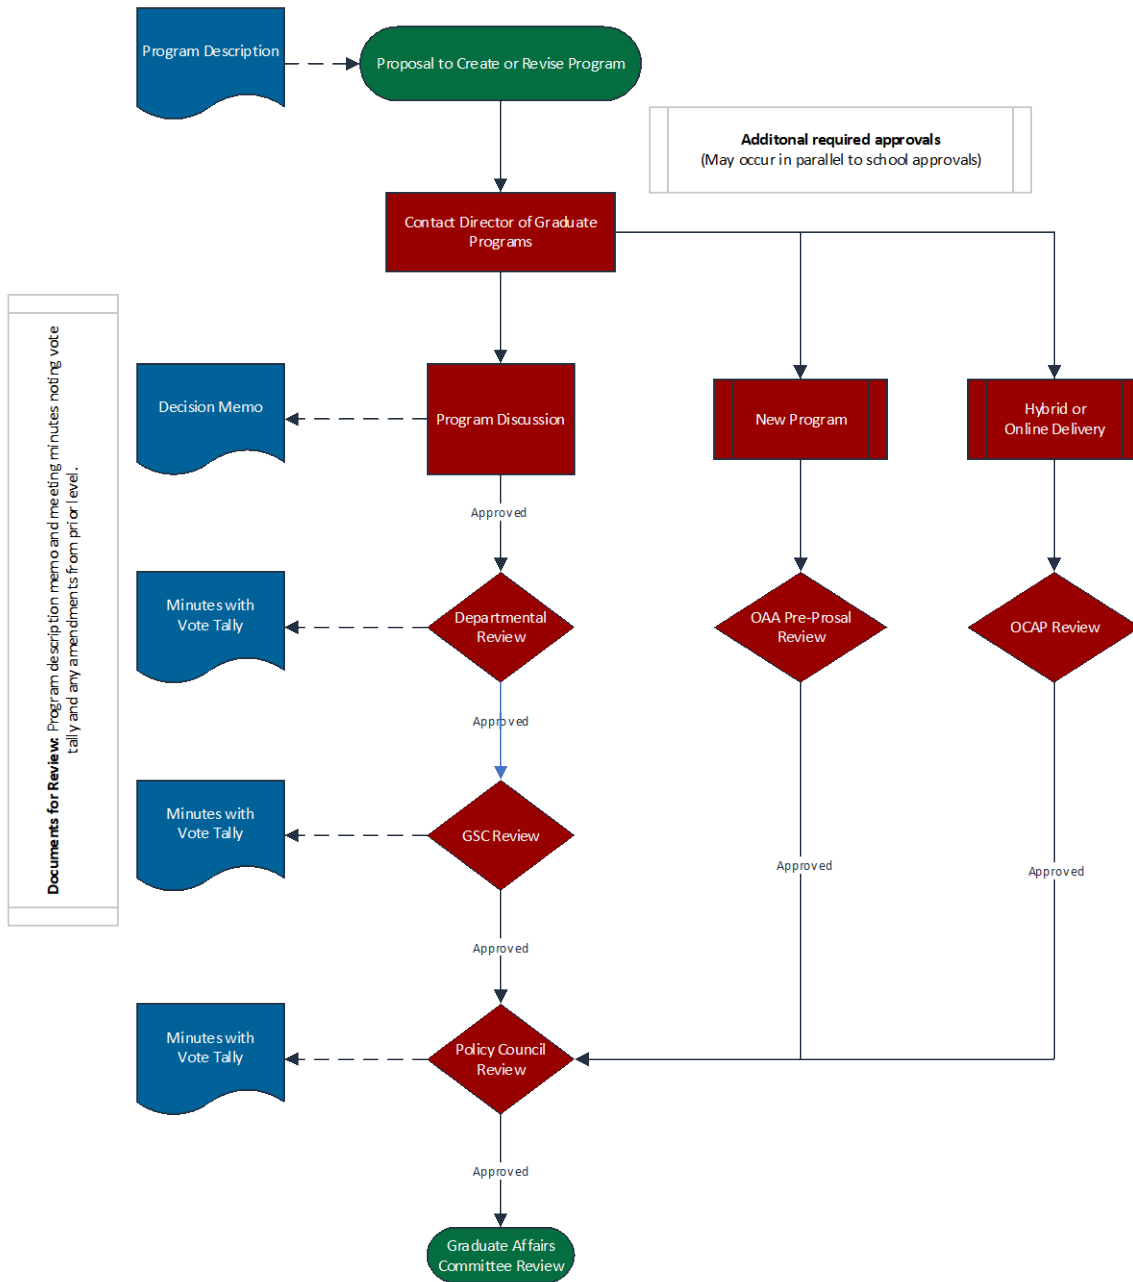 Program Description
Proposal to Create or Revise Program
Additonal required approvals
(May occur in parallel to school approvals)
Contact Director of Graduate
Programs
Documents for Review: Program description memo and meeting minutes noting vote
tally and any amendments from prior level.
Decision Memo
Program Discussion
New Program
Hybrid or
Online Delivery
Approved
Minutes with
Vote Tally
Departmental
Review
OAA Pre-Prosal
Review
OCAP Review
Approved
Minutes with
Vote Tally
GSC Review
Approved
Approved
Approved
Minutes with
Vote Tally
Policy Council
Review
Approved
Graduate Affairs
Committee Review